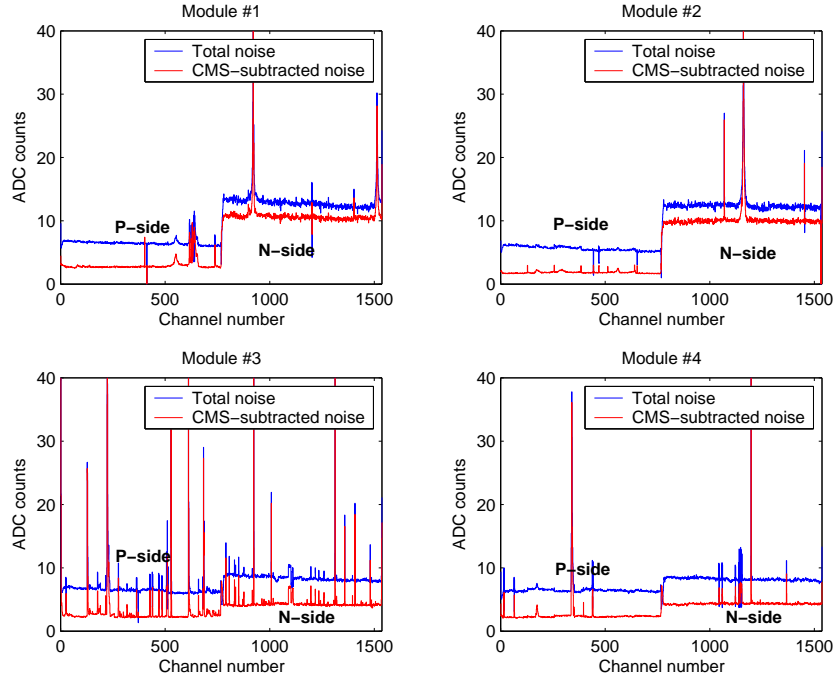 Module #1
40
30
20
10
0
ADC counts
Total noise
CMS−subtracted noise
P−side
N−side
0 500 1000 1500
Channel number
Module #2
40
30
20
10
0
ADC counts
Total noise
CMS−subtracted noise
P−side
N−side
0 500 1000 1500
Channel number
Module #3
40
30
20
10
0
ADC counts
Total noise
CMS−subtracted noise
P−side
N−side
0 500 1000 1500
Channel number
Module #4
40
30
20
10
0
ADC counts
Total noise
CMS−subtracted noise
P−side
N−side
0 500 1000 1500
Channel number